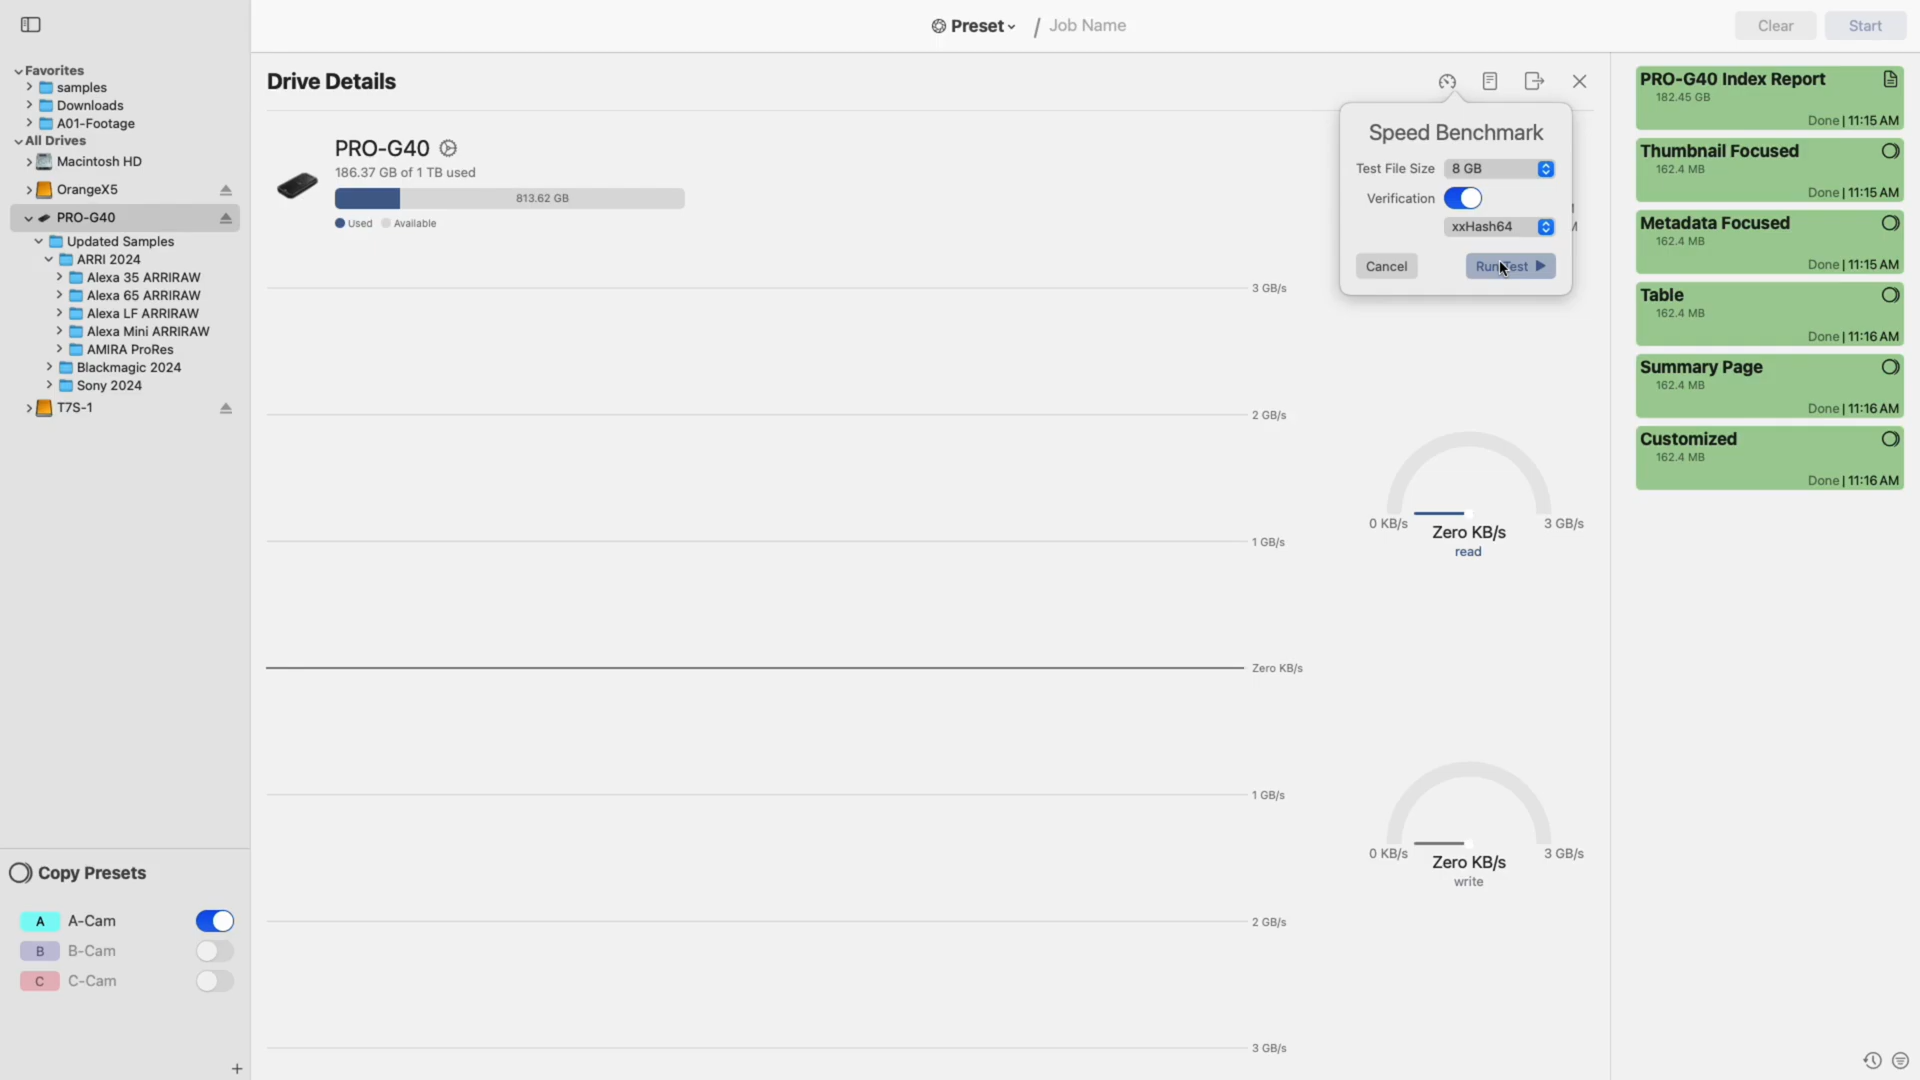 Preset
/ Job Name
Clear
Start
Favorites
samples
Downloads
A01-Footage
All Drives
Macintosh HD
OrangeX5
PRO-G40
Updated Samples
ARRI 2024
Alexa 35 ARRIRAW
Alexa 65 ARRIRAW
Alexa LF ARRIRAW
Alexa Mini ARRIRAW
AMIRA ProRes
Blackmagic 2024
Sony 2024
T7S-1
Copy Presets
A A-Cam
B B-Cam
C C-Cam
Drive Details
PRO-G40
186.37 GB of 1 TB used
813.62 GB
Used Available
Speed Benchmark
Test File Size 8 GB
Verification
xxHash64
Cancel
Run Test
3 GB/s
2 GB/s
1 GB/s
Zero KB/s
1 GB/s
2 GB/s
3 GB/s
0 KB/s
3 GB/s
Zero KB/s
read
0 KB/s
3 GB/s
Zero KB/s
write
PRO-G40 Index Report
182.45 GB
Done | 11:15 AM
Thumbnail Focused
162.4 MB
Done | 11:15 AM
Metadata Focused
162.4 MB
Done | 11:15 AM
Table
162.4 MB
Done | 11:16 AM
Summary Page
162.4 MB
Done | 11:16 AM
Customized
162.4 MB
Done | 11:16 AM